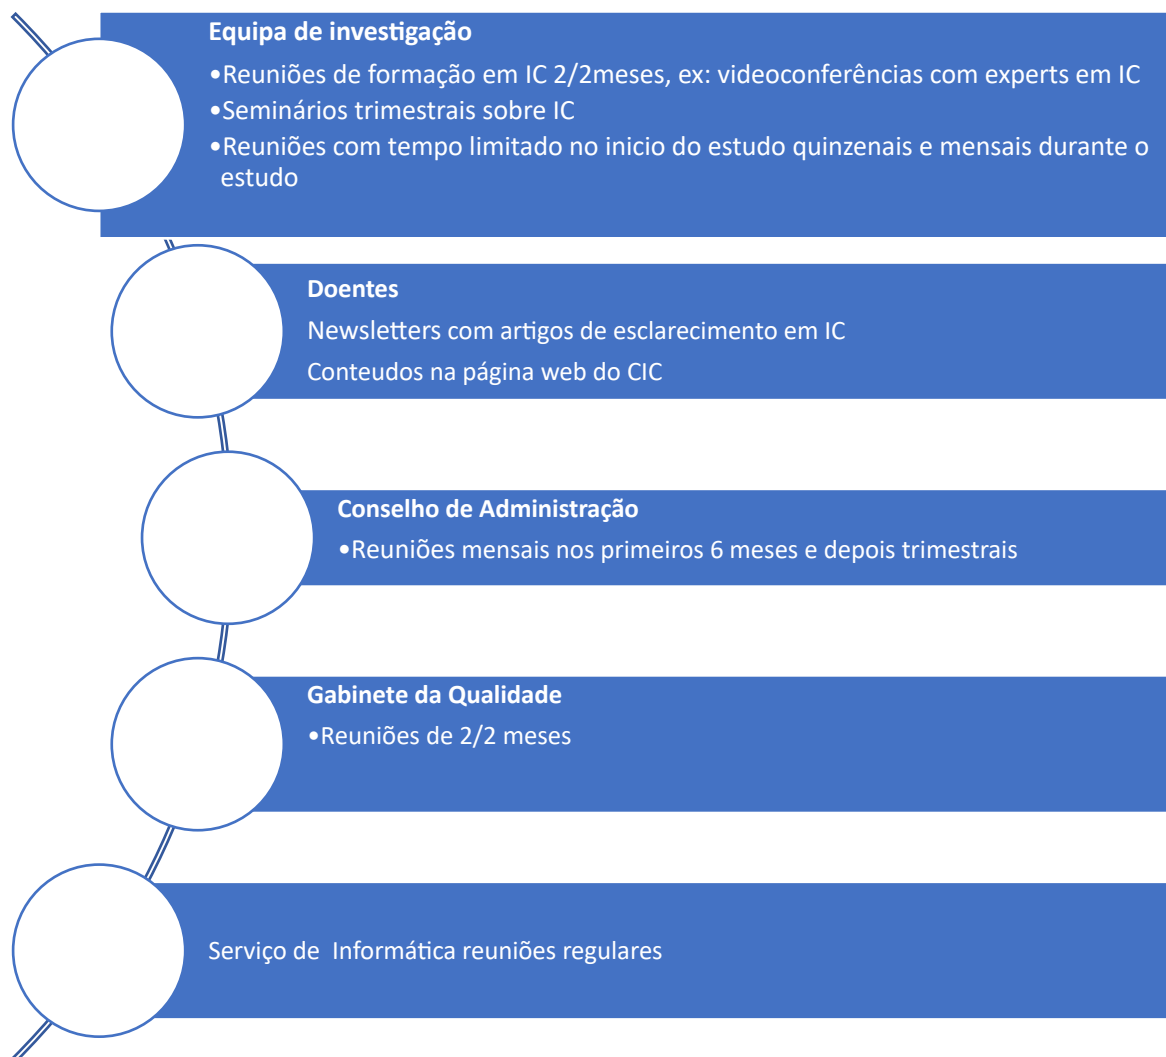 Equipa de investigação
•Reuniões de formação em IC 2/2meses, ex: videoconferências com experts em IC
•Seminários trimestrais sobre IC
•Reuniões com tempo limitado no inicio do estudo quinzenais e mensais durante o
estudo
Doentes
Newsletters com artigos de esclarecimento em IC
Conteudos na página web do CIC
Conselho de Administração
•Reuniões mensais nos primeiros 6 meses e depois trimestrais
Gabinete da Qualidade
•Reuniões de 2/2 meses
Serviço de  Informática reuniões regulares